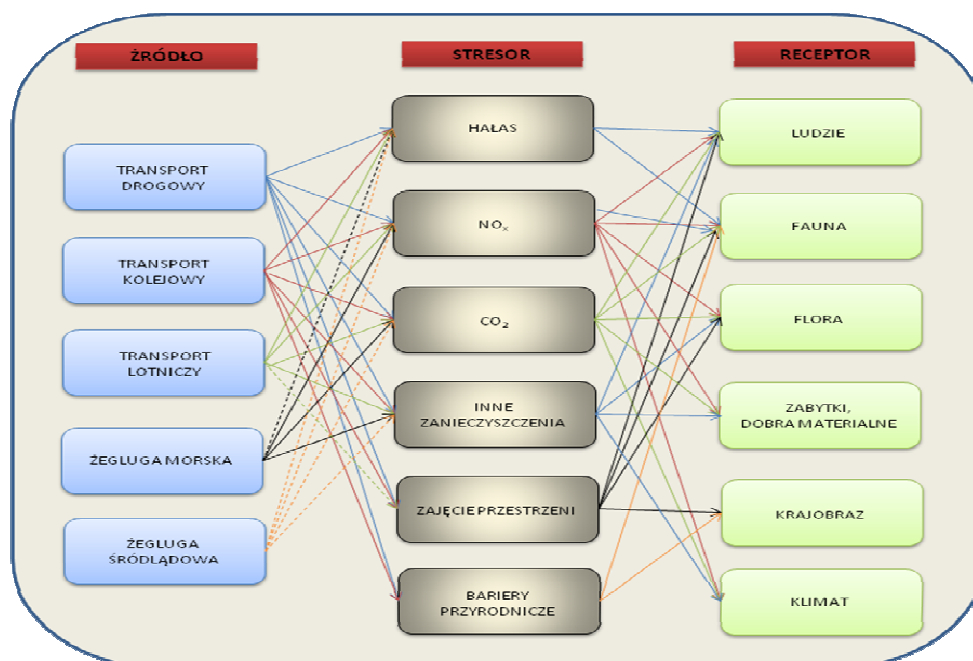 ŻRÓDŁO
STRESOR
RECEPTOR
TRANSPORT
DROGOWY
TRANSPORT
KOLEJOWY
TRANSPORT
LOTNICZY
ŻEGLUGA MORSKA
ŻEGLUGA
ŚRÓDLĄDOWA
HAŁAS
NOₓ
CO₂
INNE
ZANIECZYSZCZENIA
ZAJĘCIE PRZESTRZENI
BARIERY
PRZYRODNICZE
LUDZIE
FAUNA
FLORA
ZABYTKI,
DOBRA MATERIALNE
KRAJOBRAZ
KLIMAT